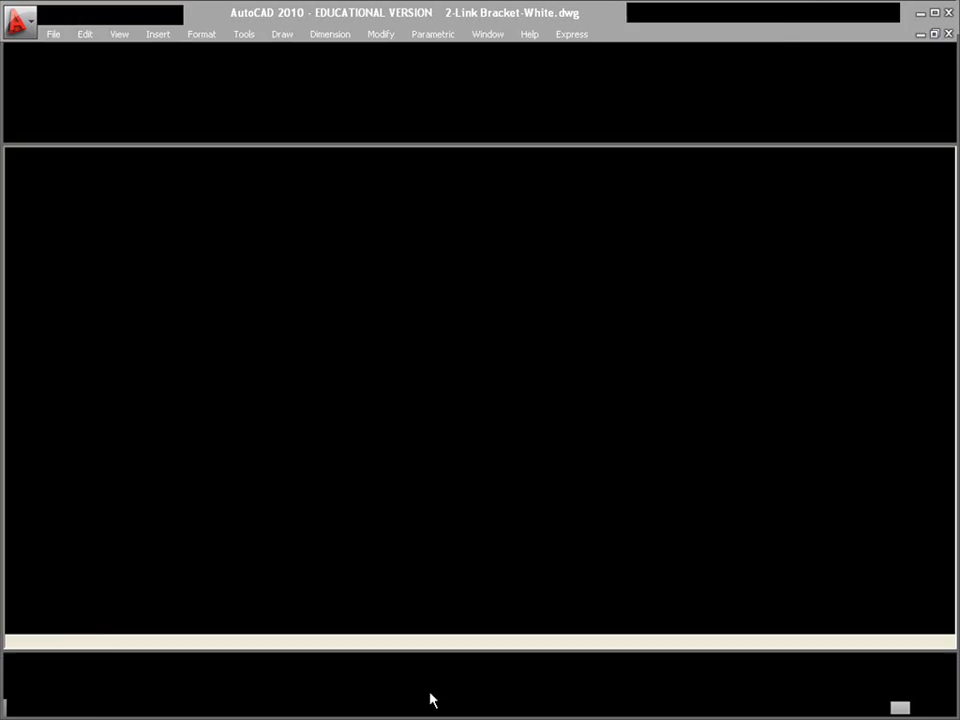 AutoCAD 2010 - EDUCATIONAL VERSION 2-Link Bracket-White.dwg
File Edit View Insert Format Tools Draw Dimension Modify Parametric Window Help Express